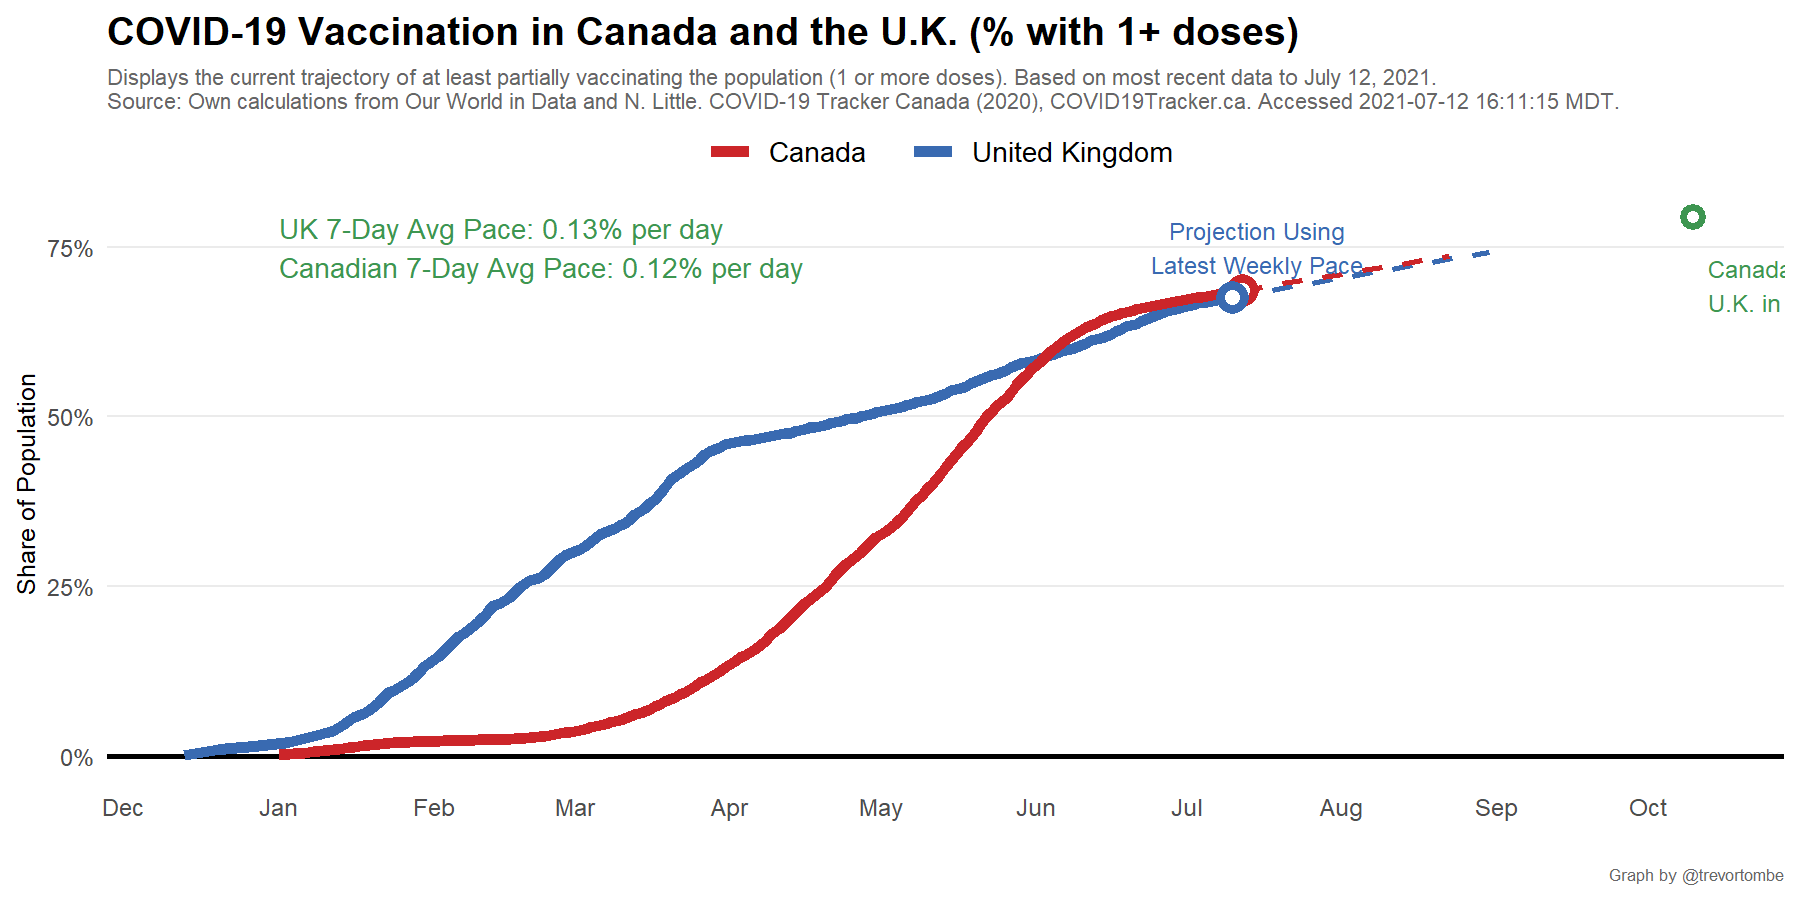 COVID-19 Vaccination in Canada and the U.K. (% with 1+ doses)
Displays the current trajectory of at least partially vaccinating the population (1 or more doses). Based on most recent data to July 12, 2021.
Source: Own calculations from Our World in Data and N. Little. COVID-19 Tracker Canada (2020), COVID19Tracker.ca. Accessed 2021-07-12 16:11:15 MDT.
Canada
United Kingdom
UK 7-Day Avg Pace: 0.13% per day
Canadian 7-Day Avg Pace: 0.12% per day
Projection Using
Latest Weekly Pace
Canada
U.K. in
Share of Population
75%
50%
25%
0%
Dec
Jan
Feb
Mar
Apr
May
Jun
Jul
Aug
Sep
Oct
Graph by @trevortombe